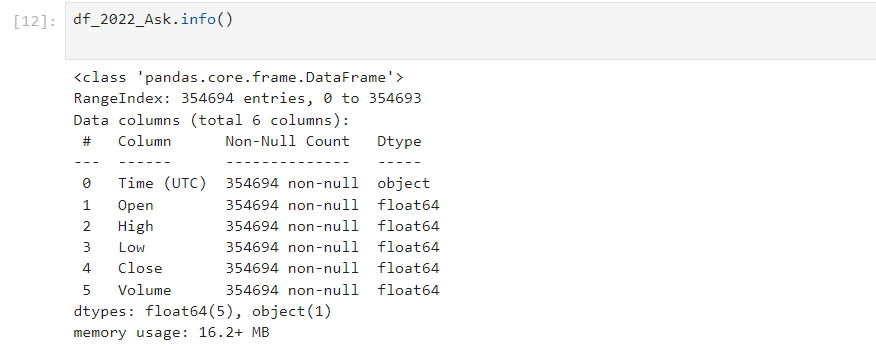 [12]: df_2022_Ask.info()
<class 'pandas.core.frame.DataFrame'>
RangeIndex: 354694 entries, 0 to 354693
Data columns (total 6 columns):
 #   Column      Non-Null Count   Dtype
---  ------      --------------   -----
 0   Time (UTC)  354694 non-null  object
 1   Open        354694 non-null  float64
 2   High        354694 non-null  float64
 3   Low         354694 non-null  float64
 4   Close       354694 non-null  float64
 5   Volume      354694 non-null  float64
dtypes: float64(5), object(1)
memory usage: 16.2+ MB